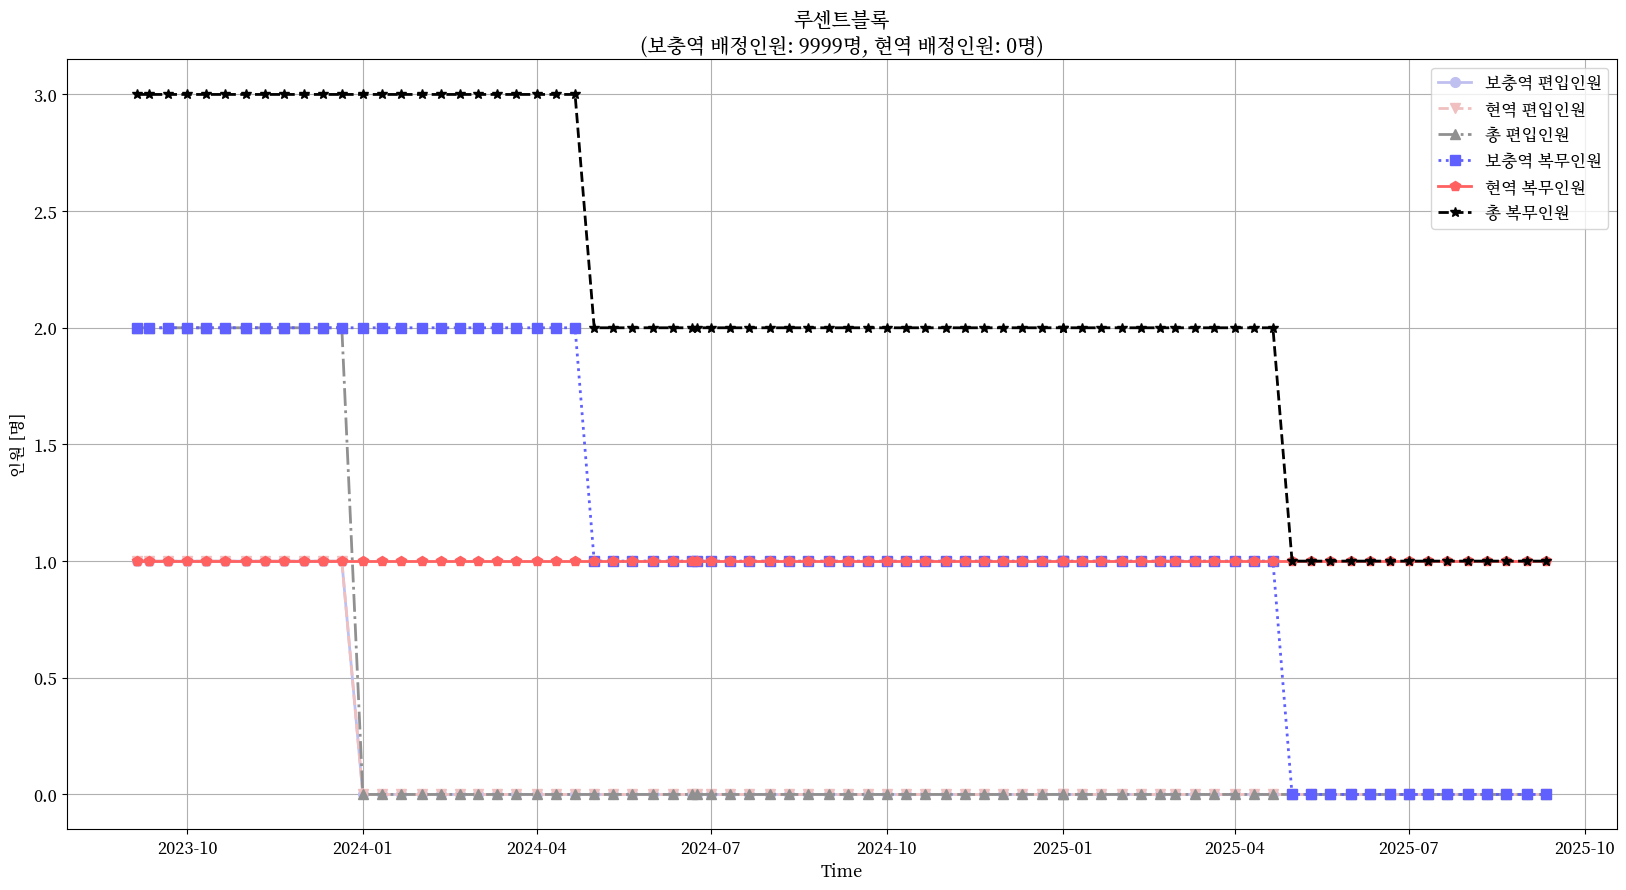 루센트블록
(보충역 배정인원: 9999명, 현역 배정인원: 0명)
보충역 편입인원
현역 편입인원
총 편입인원
보충역 복무인원
현역 복무인원
총 복무인원
인원 [명]
3.0
2.5
2.0
1.5
1.0
0.5
0.0
2023-10 2024-01 2024-04 2024-07 2024-10 2025-01 2025-04 2025-07 2025-10
Time